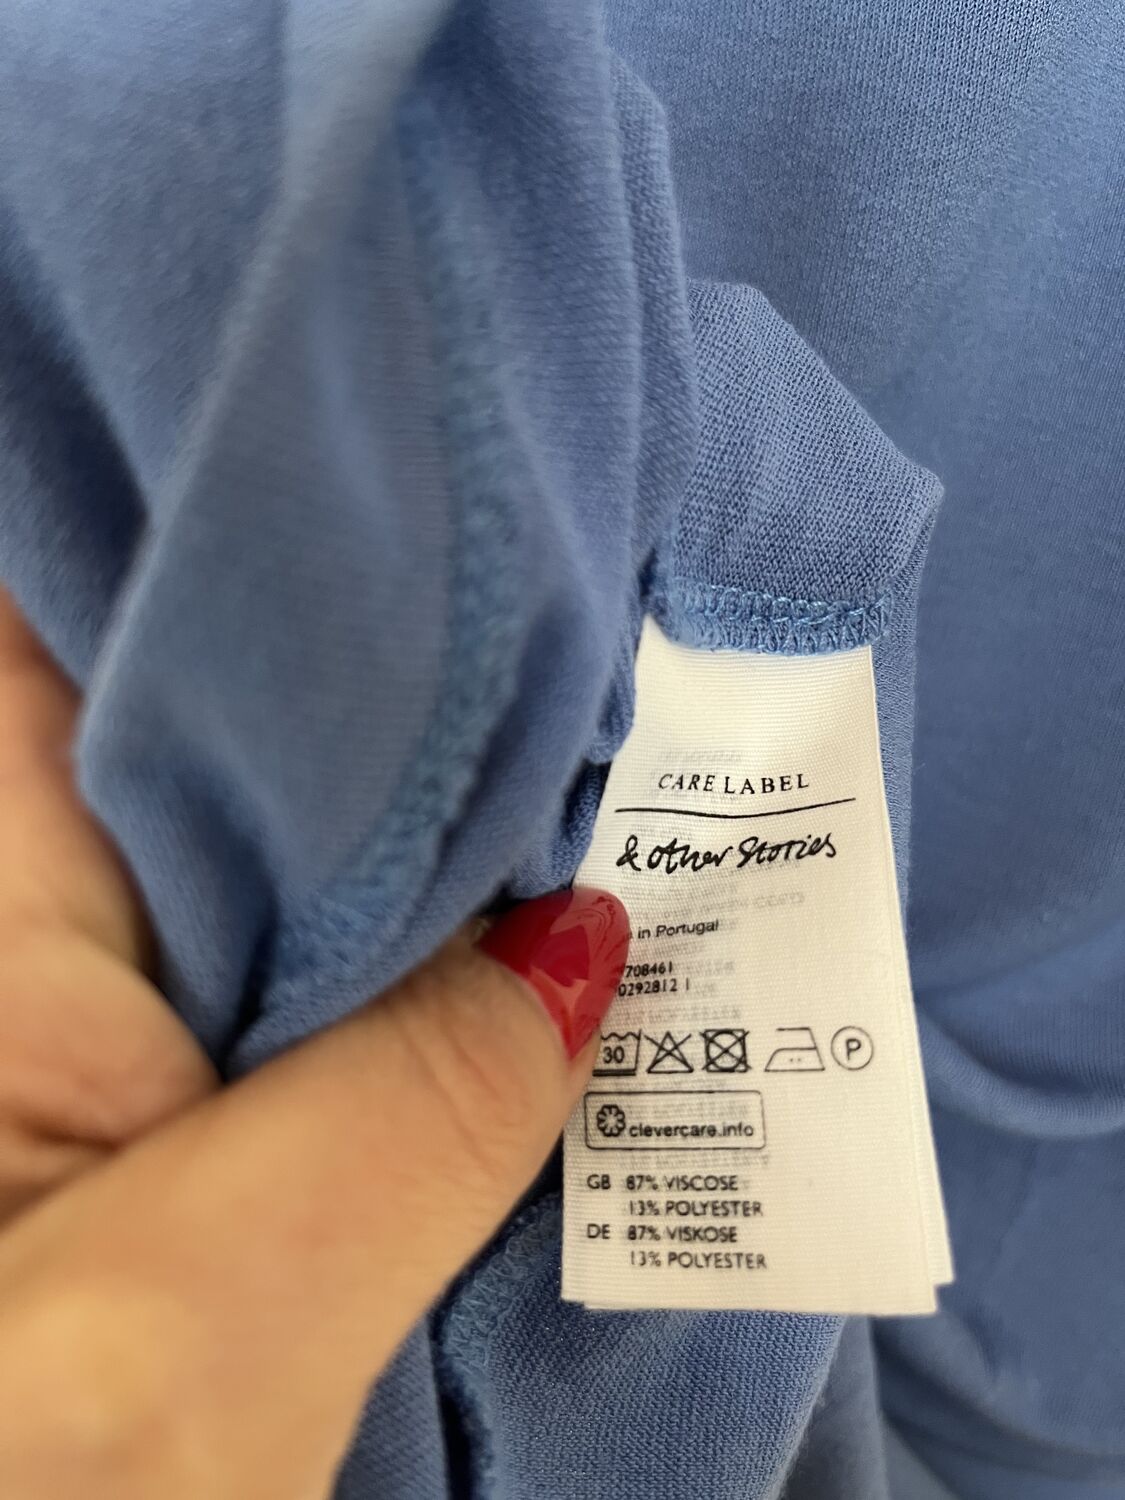 CARE LABEL
& Other Stories
in Portugal
708461
0292812 1
30 P
clevercare.info
GB 87% VISCOSE
13% POLYESTER
DE 87% VISKOSE
13% POLYESTER